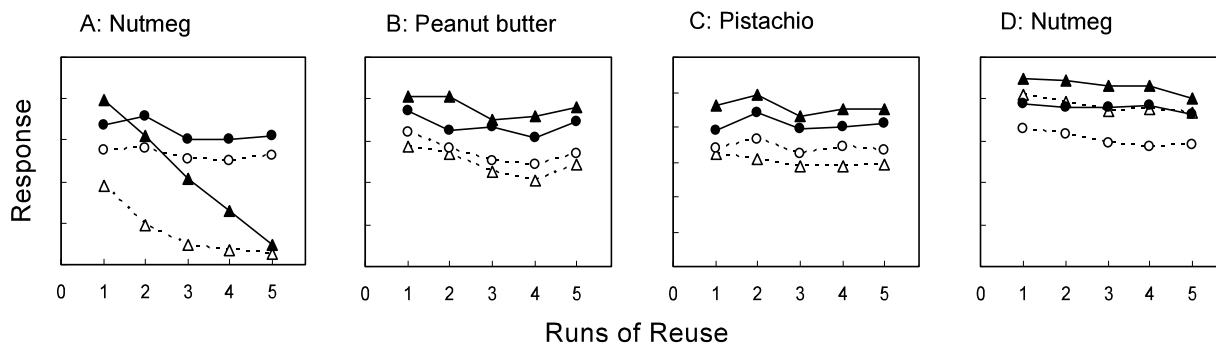 A: Nutmeg
B: Peanut butter
C: Pistachio
D: Nutmeg
Response
0 1 2 3 4 5
0 1 2 3 4 5
0 1 2 3 4 5
0 1 2 3 4 5
Runs of Reuse